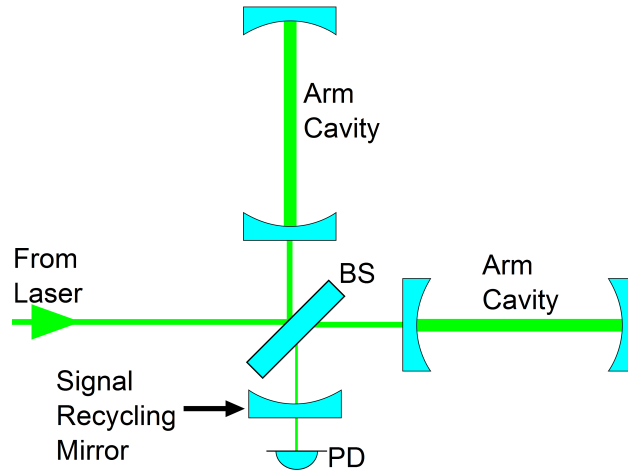 Arm
Cavity
From
Laser
BS
Arm
Cavity
Signal
Recycling
Mirror
PD